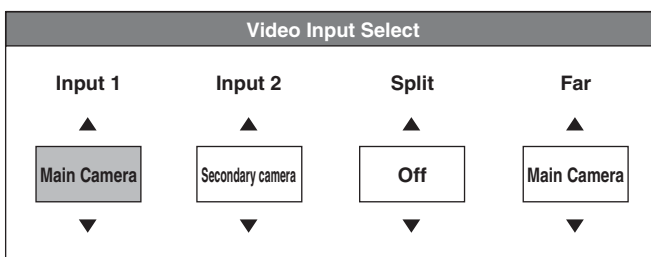 Video Input Select
Input 1 Input 2 Split Far
Main Camera Secondary camera Off Main Camera